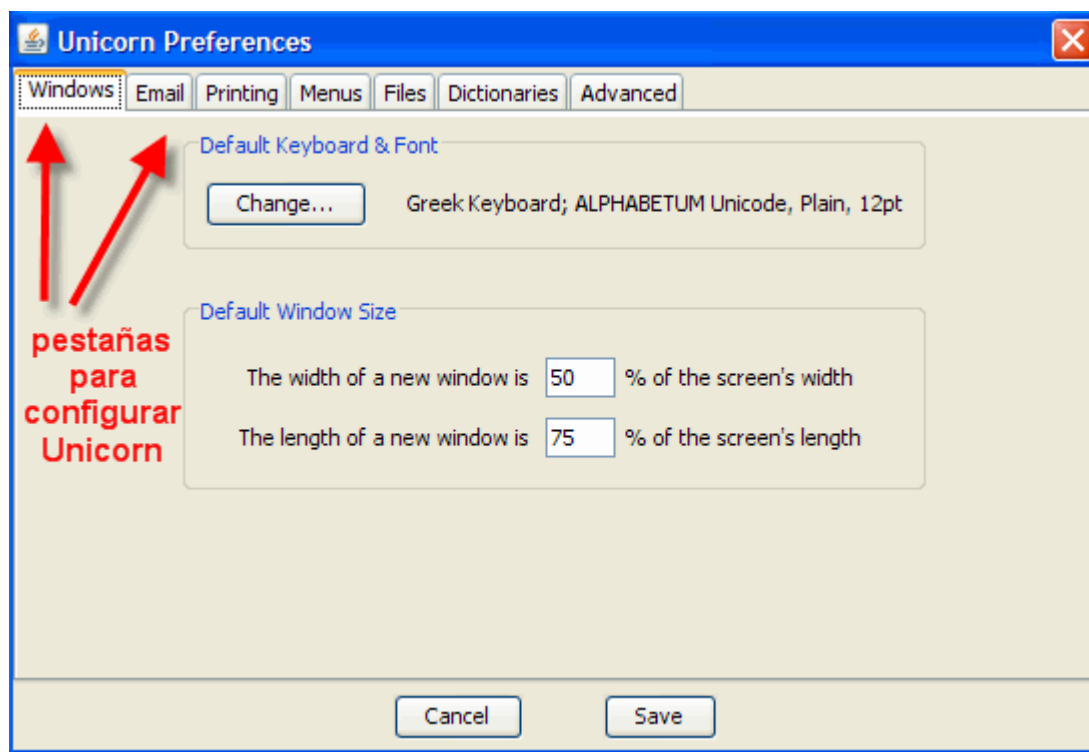 Unicorn Preferences
Windows Email Printing Menus Files Dictionaries Advanced
Default Keyboard & Font
Change... Greek Keyboard; ALPHABETUM Unicode, Plain, 12pt
Default Window Size
The width of a new window is 50 % of the screen's width
The length of a new window is 75 % of the screen's length
pestañas
para
configurar
Unicorn
Cancel Save